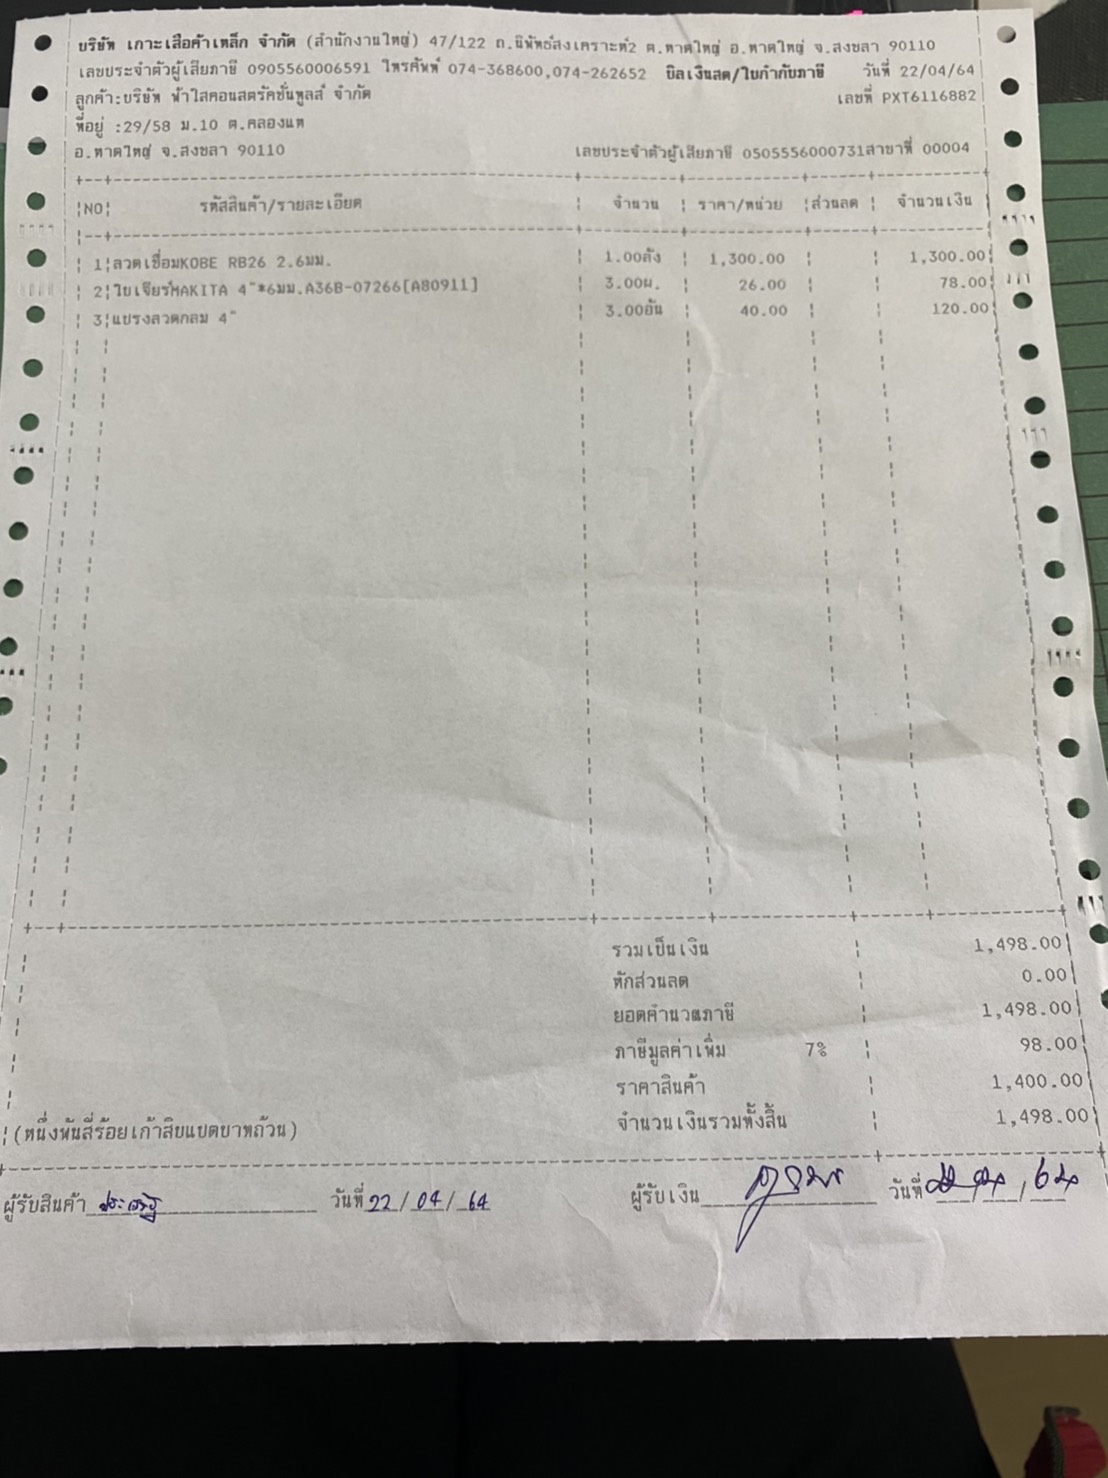 บริษัท เกาะเสือค้าเหล็ก จำกัด (สำนักงานใหญ่) 47/122 ถ.นิพัทธ์สงเคราะห์2 ต.หาดใหญ่ อ.หาดใหญ่ จ.สงขลา 90110
เลขประจำตัวผู้เสียภาษี 0905560006591 โทรศัพท์ 074-368600,074-262652 บิลเงินสด/ใบกำกับภาษี วันที่ 22/04/64
ลูกค้า:บริษัท ฟ้าใสคอนสตรัคชั่นทูลส์ จำกัด เลขที่ PXT6116882
ที่อยู่ :29/58 ม.10 ต.คลองแห
อ.หาดใหญ่ จ.สงขลา 90110 เลขประจำตัวผู้เสียภาษี 0505556000731สาขาที่ 00004
NO รหัสสินค้า/รายละเอียด จำนวน ราคา/หน่วย ส่วนลด จำนวนเงิน
1 ลวดเชื่อมKOBE RB26 2.6มม. 1.00ลัง 1,300.00 1,300.00
2 ใบเจียร์MAKITA 4"*6มม.A36B-07266[A80911] 3.00ผ. 26.00 78.00
3 แปรงลวดกลม 4" 3.00อัน 40.00 120.00
รวมเป็นเงิน 1,498.00
หักส่วนลด 0.00
ยอดคำนวณภาษี 1,498.00
ภาษีมูลค่าเพิ่ม 7% 98.00
ราคาสินค้า 1,400.00
(หนึ่งพันสี่ร้อยเก้าสิบแปดบาทถ้วน) จำนวนเงินรวมทั้งสิ้น 1,498.00
ผู้รับสินค้า วันที่ 22/04/64 ผู้รับเงิน วันที่